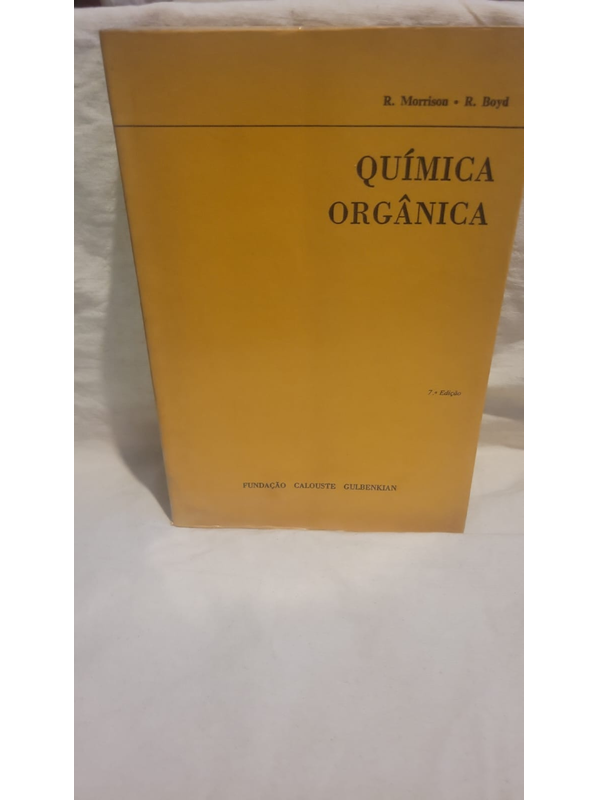 R. Morrison • R. Boyd
QUÍMICA
ORGÂNICA
7.ª Edição
FUNDAÇÃO CALOUSTE GULBENKIAN